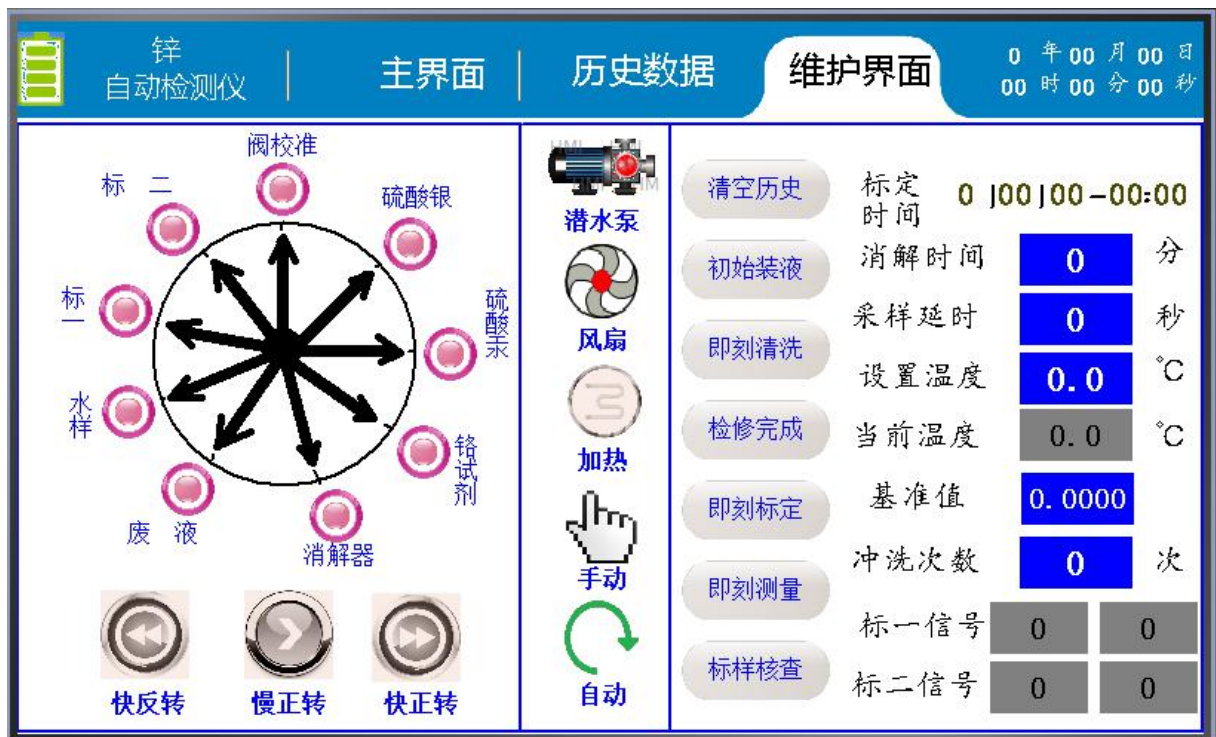 锌
自动检测仪
主界面
历史数据
维护界面
0 年 00 月 00 日
00 时 00 分 00 秒
阀校准
硫酸银
硫酸汞
铬试剂
消解器
废 液
水样
标一
标 二
快反转
慢正转
快正转
潜水泵
风扇
加热
手动
自动
清空历史
初始装液
即刻清洗
检修完成
即刻标定
即刻测量
标样核查
标定时间 0 |00|00-00:00
消解时间 0 分
采样延时 0 秒
设置温度 0.0 ℃
当前温度 0.0 ℃
基准值 0.0000
冲洗次数 0 次
标一信号 0 0
标二信号 0 0